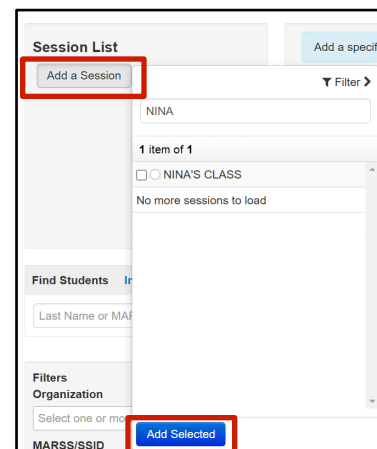 Session List
Add a specif
Add a Session
Filter
NINA
1 item of 1
NINA'S CLASS
No more sessions to load
Find Students In
Last Name or MAR
Filters
Organization
Select one or mo
Add Selected
MARSS/SSID